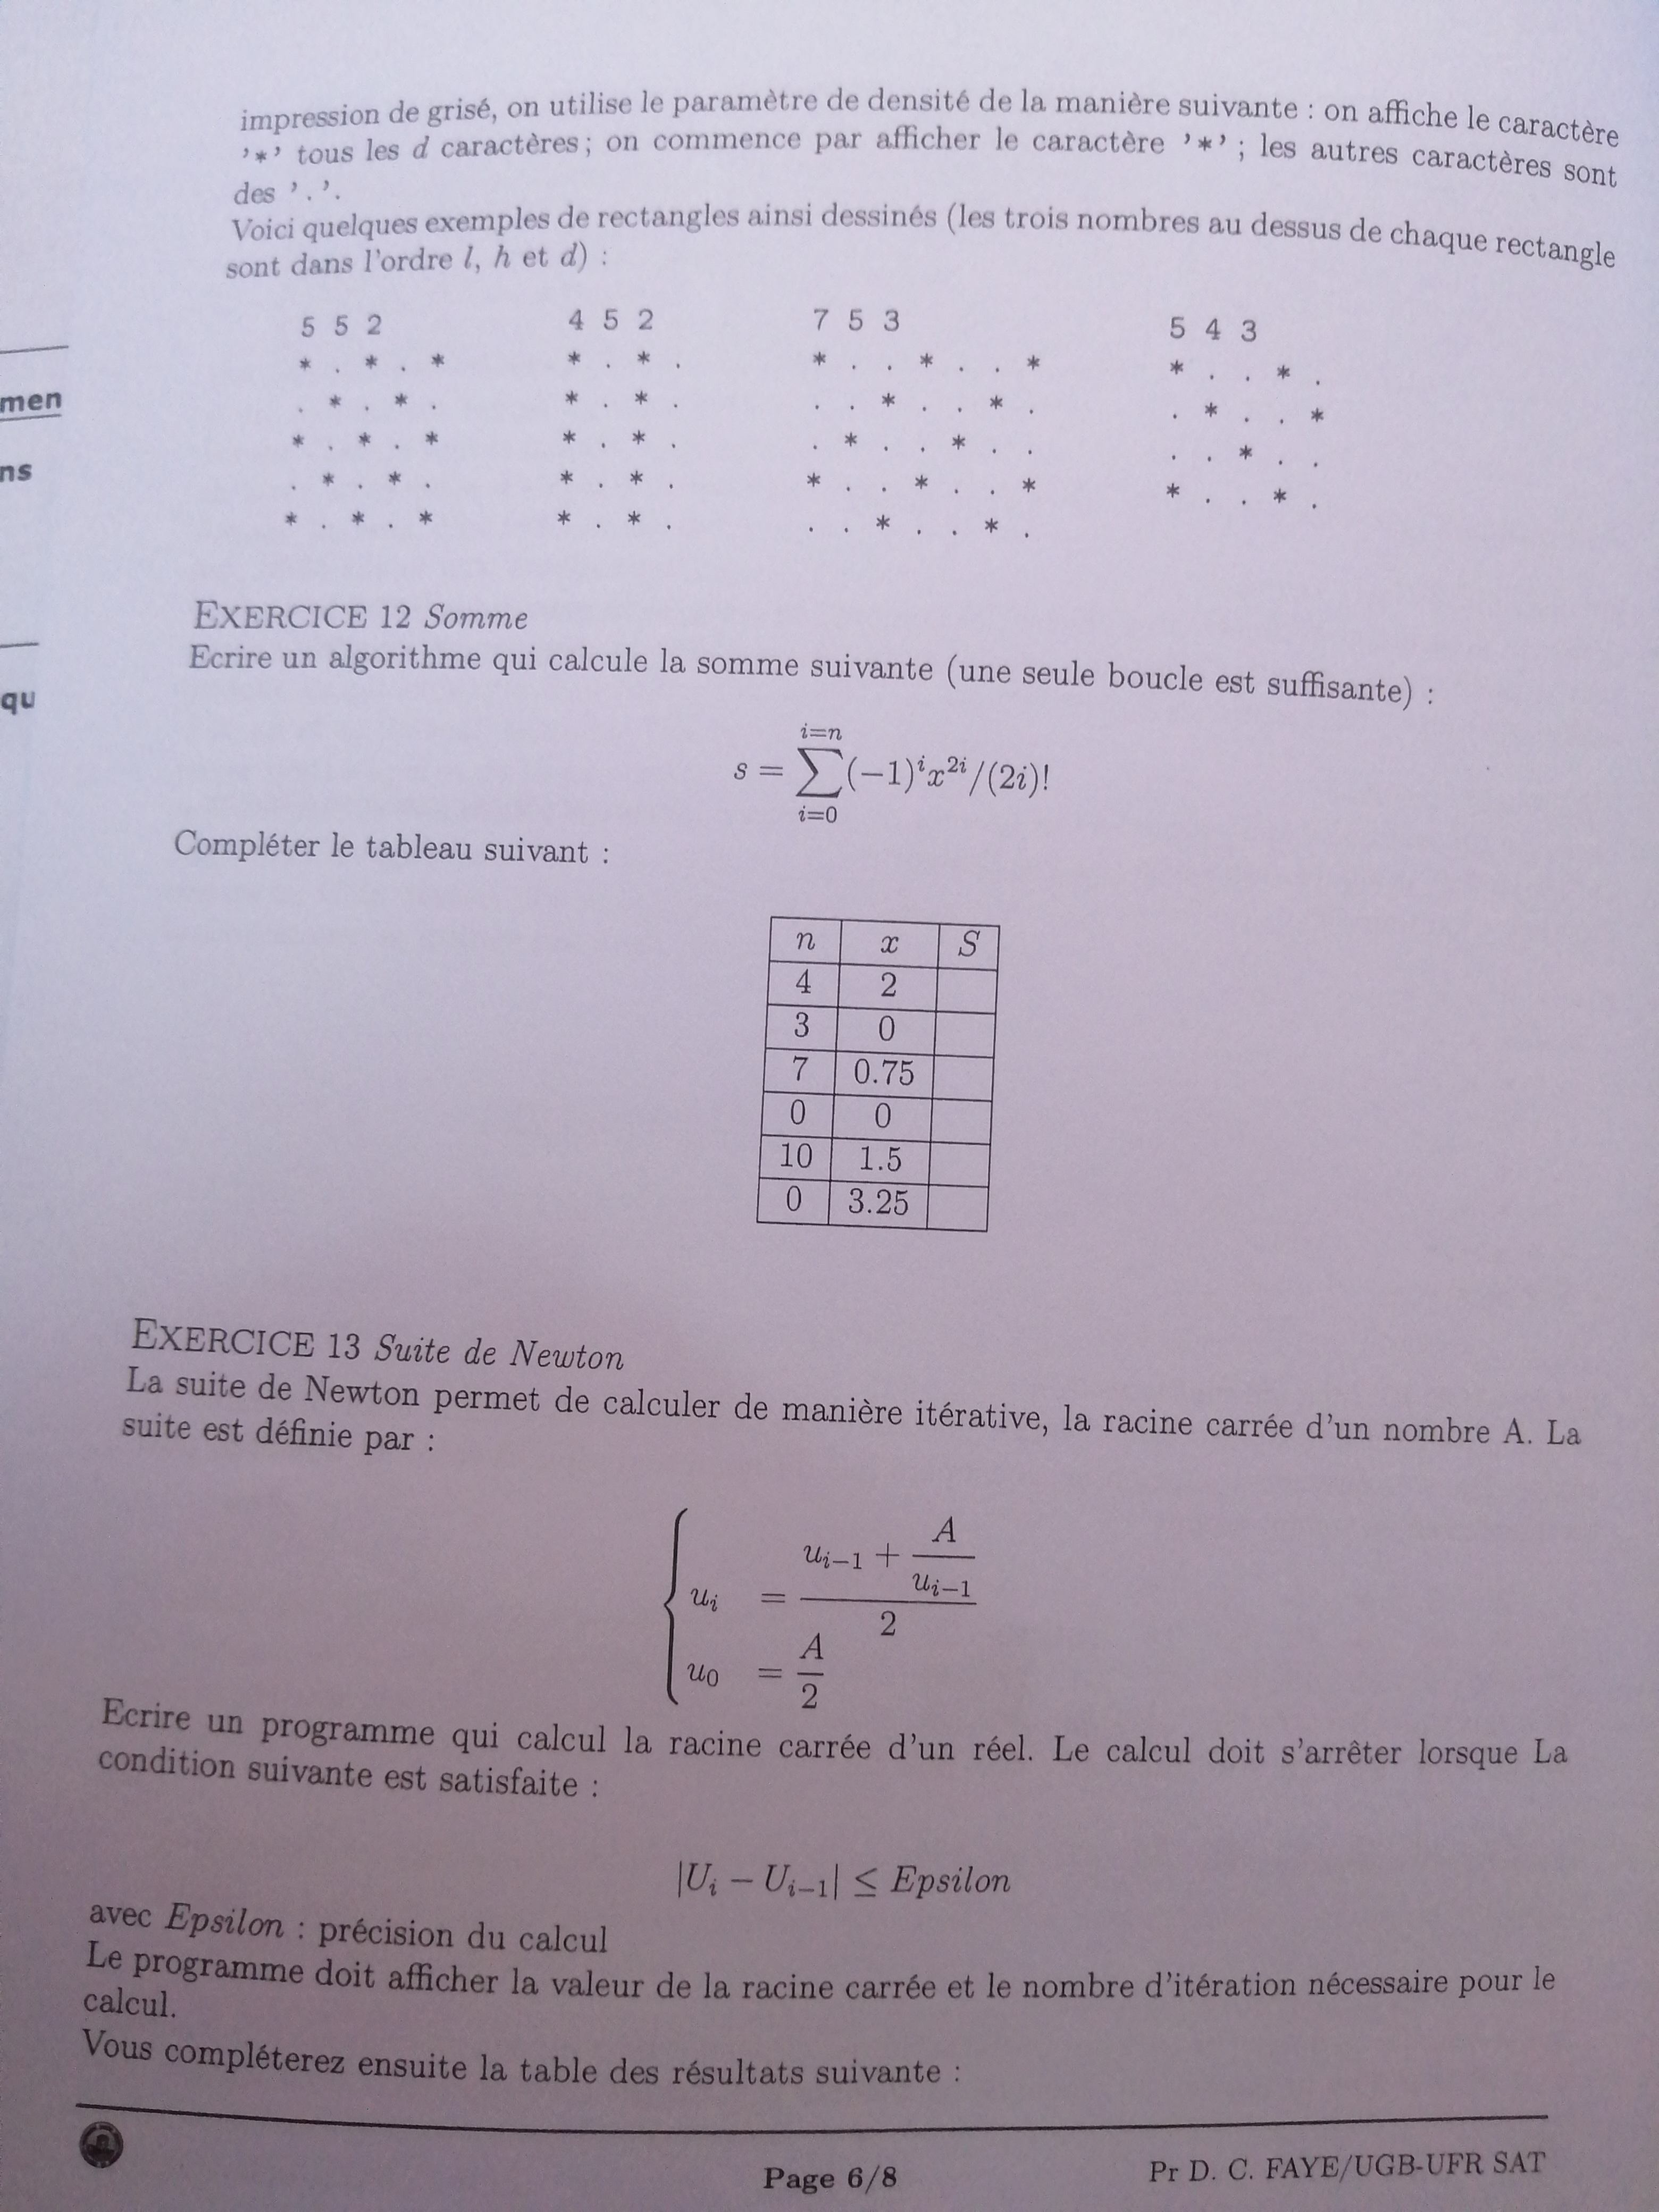 impression de grisé, on utilise le paramètre de densité de la manière suivante : on affiche le caractère
'*' tous les d caractères ; on commence par afficher le caractère '*' ; les autres caractères sont
des '.'.
Voici quelques exemples de rectangles ainsi dessinés (les trois nombres au dessus de chaque rectangle
sont dans l'ordre l, h et d) :
5 5 2 4 5 2 7 5 3 5 4 3
* . * . * * . * . * . . * . . * * . . * .
. * . * . * . * . . . * . . * . . * . . *
* . * . * * . * . . * . . * . . . . * . .
. * . * . * . * . * . . * . . * * . . * .
* . * . * * . * . . . * . . * .
men
ns
qu
EXERCICE 12 Somme
Ecrire un algorithme qui calcule la somme suivante (une seule boucle est suffisante) :
i=n
s = ∑(−1)^i x^{2i}/(2i)!
i=0
Compléter le tableau suivant :
n x S
4 2
3 0
7 0.75
0 0
10 1.5
0 3.25
EXERCICE 13 Suite de Newton
La suite de Newton permet de calculer de manière itérative, la racine carrée d'un nombre A. La
suite est définie par :
u_i = (u_{i−1} + A/u_{i−1})/2
u_0 = A/2
Ecrire un programme qui calcul la racine carrée d'un réel. Le calcul doit s'arrêter lorsque La
condition suivante est satisfaite :
|U_i − U_{i−1}| ≤ Epsilon
avec Epsilon : précision du calcul
Le programme doit afficher la valeur de la racine carrée et le nombre d'itération nécessaire pour le
calcul.
Vous compléterez ensuite la table des résultats suivante :
Page 6/8
Pr D. C. FAYE/UGB-UFR SAT